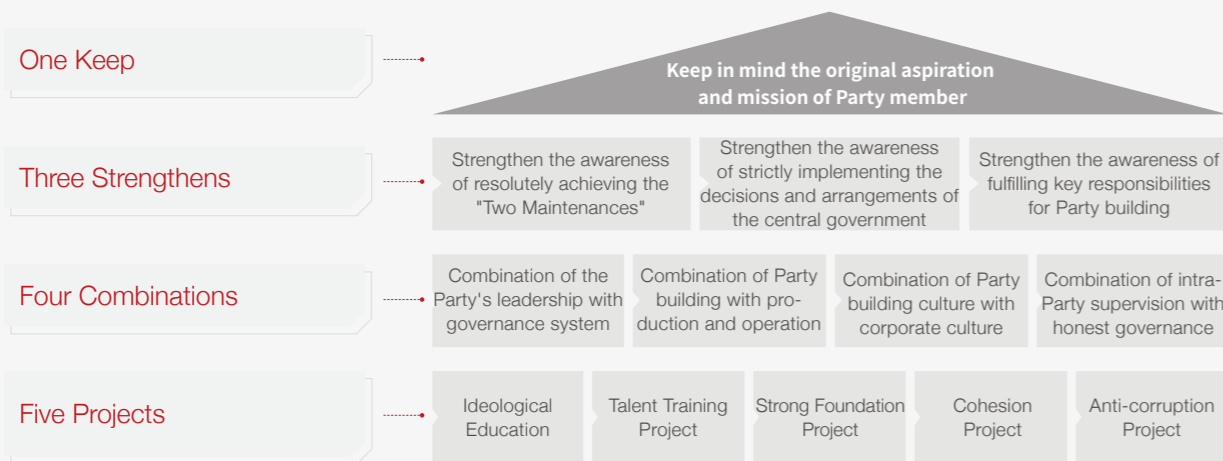 One Keep
Keep in mind the original aspiration
and mission of Party member
Three Strengthens
Strengthen the awareness
of resolutely achieving the
"Two Maintenances"
Strengthen the awareness
of strictly implementing the
decisions and arrangements of
the central government
Strengthen the awareness of
fulfilling key responsibilities
for Party building
Four Combinations
Combination of the
Party's leadership with
governance system
Combination of Party
building with pro-
duction and operation
Combination of Party
building culture with
corporate culture
Combination of intra-
Party supervision with
honest governance
Five Projects
Ideological
Education
Talent Training
Project
Strong Foundation
Project
Cohesion
Project
Anti-corruption
Project